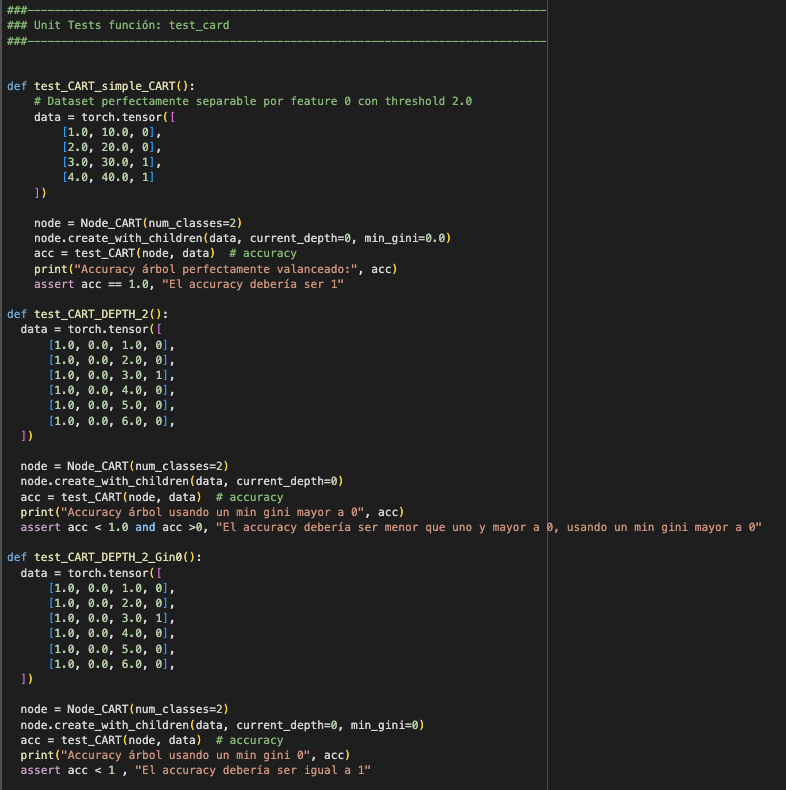 ###-----------------------------------------------------------------------------
### Unit Tests función: test_card
###-----------------------------------------------------------------------------
def test_CART_simple_CART():
    # Dataset perfectamente separable por feature 0 con threshold 2.0
    data = torch.tensor([
        [1.0, 10.0, 0],
        [2.0, 20.0, 0],
        [3.0, 30.0, 1],
        [4.0, 40.0, 1]
    ])
    node = Node_CART(num_classes=2)
    node.create_with_children(data, current_depth=0, min_gini=0.0)
    acc = test_CART(node, data)  # accuracy
    print("Accuracy árbol perfectamente valanceado:", acc)
    assert acc == 1.0, "El accuracy debería ser 1"
def test_CART_DEPTH_2():
  data = torch.tensor([
      [1.0, 0.0, 1.0, 0],
      [1.0, 0.0, 2.0, 0],
      [1.0, 0.0, 3.0, 1],
      [1.0, 0.0, 4.0, 0],
      [1.0, 0.0, 5.0, 0],
      [1.0, 0.0, 6.0, 0],
  ])
  node = Node_CART(num_classes=2)
  node.create_with_children(data, current_depth=0)
  acc = test_CART(node, data)  # accuracy
  print("Accuracy árbol usando un min gini mayor a 0", acc)
  assert acc < 1.0 and acc >0, "El accuracy debería ser menor que uno y mayor a 0, usando un min gini mayor a 0"
def test_CART_DEPTH_2_Gin0():
  data = torch.tensor([
      [1.0, 0.0, 1.0, 0],
      [1.0, 0.0, 2.0, 0],
      [1.0, 0.0, 3.0, 1],
      [1.0, 0.0, 4.0, 0],
      [1.0, 0.0, 5.0, 0],
      [1.0, 0.0, 6.0, 0],
  ])
  node = Node_CART(num_classes=2)
  node.create_with_children(data, current_depth=0, min_gini=0)
  acc = test_CART(node, data)  # accuracy
  print("Accuracy árbol usando un min gini 0", acc)
  assert acc < 1 , "El accuracy debería ser igual a 1"